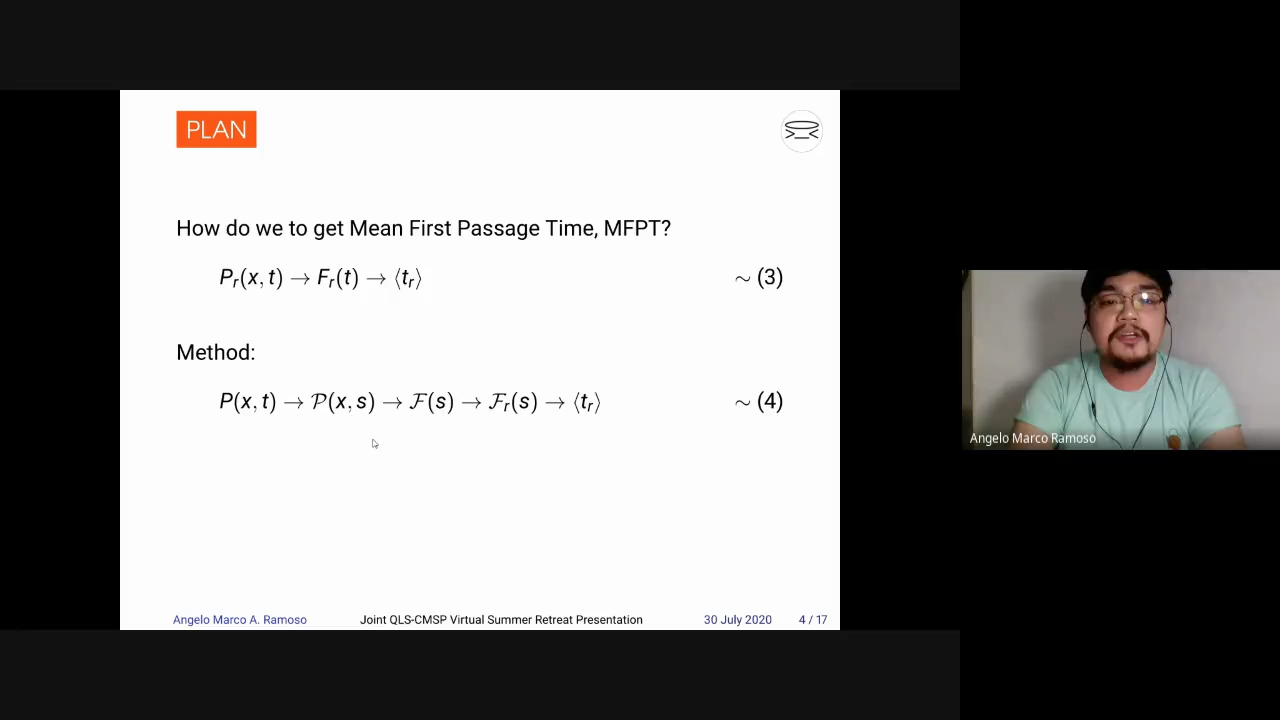 PLAN
How do we to get Mean First Passage Time, MFPT?
Pᵣ(x, t) → Fᵣ(t) → ⟨tᵣ⟩ ∼ (3)
Method:
P(x, t) → 𝒫(x, s) → ℱ(s) → ℱᵣ(s) → ⟨tᵣ⟩ ∼ (4)
Angelo Marco A. Ramoso Joint QLS-CMSP Virtual Summer Retreat Presentation 30 July 2020 4 / 17
Angelo Marco Ramoso